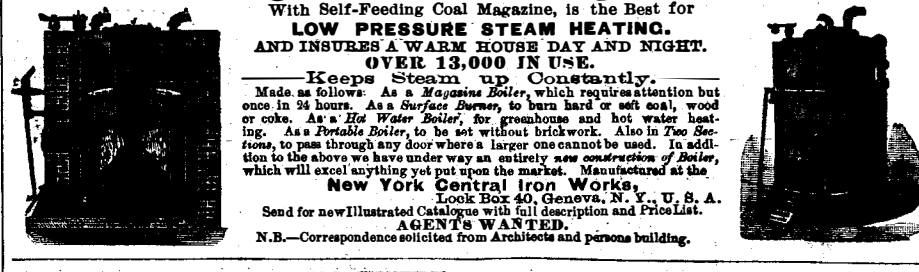 With Self-Feeding Coal Magazine, is the Best for
LOW PRESSURE STEAM HEATING.
AND INSURES A WARM HOUSE DAY AND NIGHT.
OVER 13,000 IN USE.
Keeps Steam up Constantly.
Made as follows: As a Magazine Boiler, which requires attention but
once in 24 hours. As a Surface Burner, to burn hard or soft coal, wood
or coke. As a Hot Water Boiler, for greenhouse and hot water heat-
ing. As a Portable Boiler, to be set without brickwork. Also in Two Sec-
tions, to pass through any door where a larger one cannot be used. In addi-
tion to the above we have under way an entirely new construction of Boiler,
which will excel anything yet put upon the market. Manufactured at the
New York Central Iron Works,
Lock Box 40, Geneva, N. Y., U. S. A.
Send for new Illustrated Catalogue with full description and Price List.
AGENTS WANTED.
N.B.—Correspondence solicited from Architects and persons building.